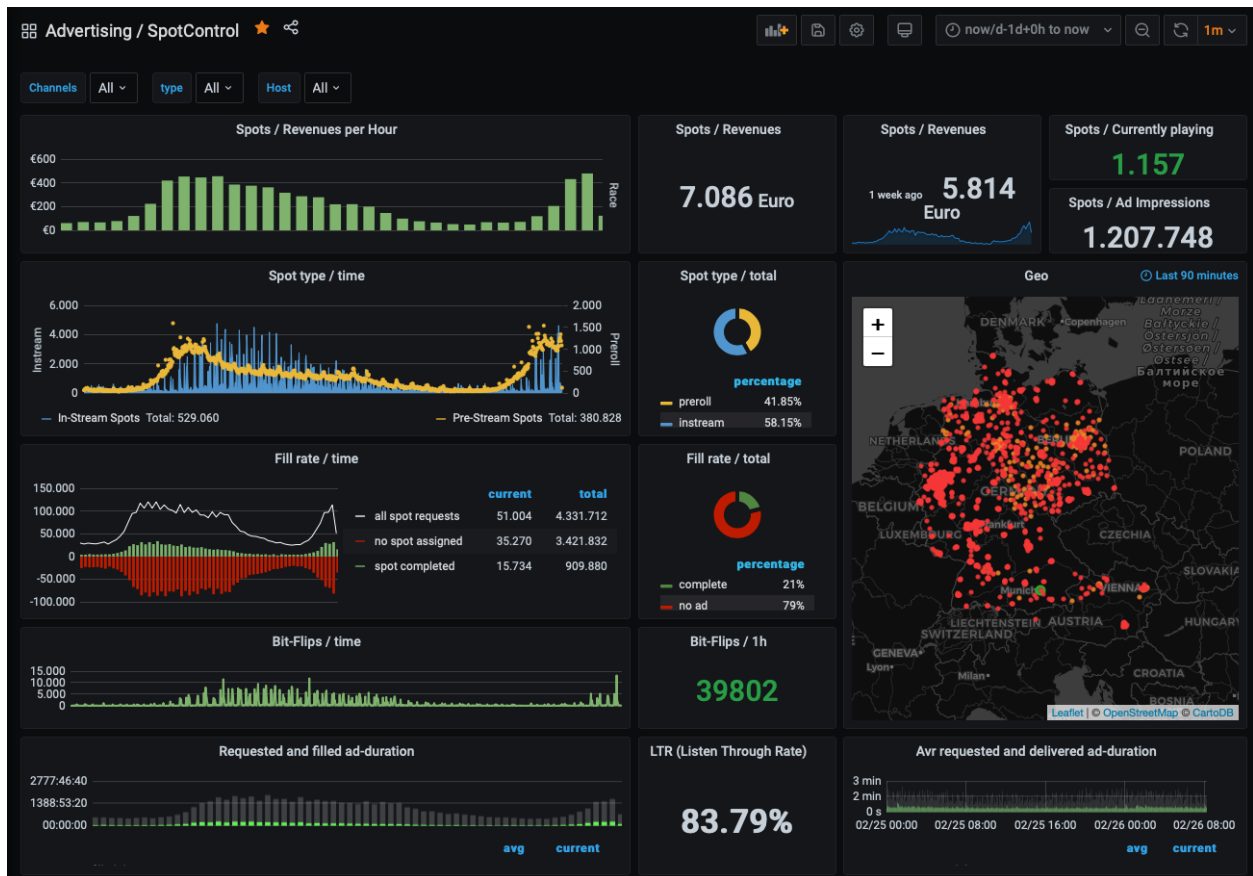 Advertising / SpotControl
now/d-1d+0h to now
1m
Channels All type All Host All
Spots / Revenues per Hour
€600
€400
€200
€0
Race
Spots / Revenues
7.086 Euro
Spots / Revenues
1 week ago 5.814
Euro
Spots / Currently playing
1.157
Spots / Ad Impressions
1.207.748
Spot type / time
6.000
4.000
2.000
0
Instream
2.000
1.500
1.000
500
0
Preroll
In-Stream Spots Total: 529.060
Pre-Stream Spots Total: 380.828
Spot type / total
percentage
preroll 41.85%
instream 58.15%
Geo
Last 90 minutes
+
−
DENMARK
Copenhagen
Morze
Bałtyckie /
Östersjön /
Østersøen /
Ostsee /
Балтийское
море
NETHERLANDS
POLAND
BELGIUM
LUXEMBOURG
CZECHIA
SLOVAKIA
Munich
VIENNA
LIECHTENSTEIN
AUSTRIA
HUNGARY
SWITZERLAND
GENEVA
Lyon
Milan
CROATIA
BOSNIA
Leaflet | © OpenStreetMap © CartoDB
Fill rate / time
150.000
100.000
50.000
0
-50.000
-100.000
current total
all spot requests 51.004 4.331.712
no spot assigned 35.270 3.421.832
spot completed 15.734 909.880
Fill rate / total
percentage
complete 21%
no ad 79%
Bit-Flips / time
15.000
10.000
5.000
0
Bit-Flips / 1h
39802
Requested and filled ad-duration
2777:46:40
1388:53:20
00:00:00
avg current
LTR (Listen Through Rate)
83.79%
Avr requested and delivered ad-duration
3 min
2 min
0 s
02/25 00:00 02/25 08:00 02/25 16:00 02/26 00:00 02/26 08:00
avg current